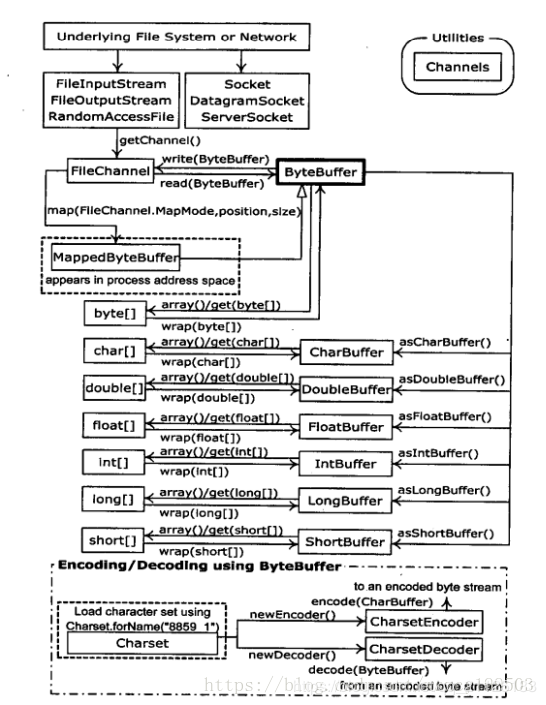 Underlying File System or Network
Utilities
Channels
FileInputStream
FileOutputStream
RandomAccessFile
Socket
DatagramSocket
ServerSocket
getChannel()
write(ByteBuffer)
FileChannel
ByteBuffer
read(ByteBuffer)
map(FileChannel.MapMode,position,size)
MappedByteBuffer
appears in process address space
byte[]
array()/get(byte[])
wrap(byte[])
char[]
array()/get(char[])
wrap(char[])
CharBuffer
asCharBuffer()
double[]
array()/get(double[])
wrap(double[])
DoubleBuffer
asDoubleBuffer()
float[]
array()/get(float[])
wrap(float[])
FloatBuffer
asFloatBuffer()
int[]
array()/get(int[])
wrap(int[])
IntBuffer
asIntBuffer()
long[]
array()/get(long[])
wrap(long[])
LongBuffer
asLongBuffer()
short[]
array()/get(short[])
wrap(short[])
ShortBuffer
asShortBuffer()
Encoding/Decoding using ByteBuffer
to an encoded byte stream
Load character set using
Charset.forName("8859_1")
Charset
newEncoder()
encode(CharBuffer)
CharsetEncoder
newDecoder()
CharsetDecoder
decode(ByteBuffer)
from an encoded byte stream